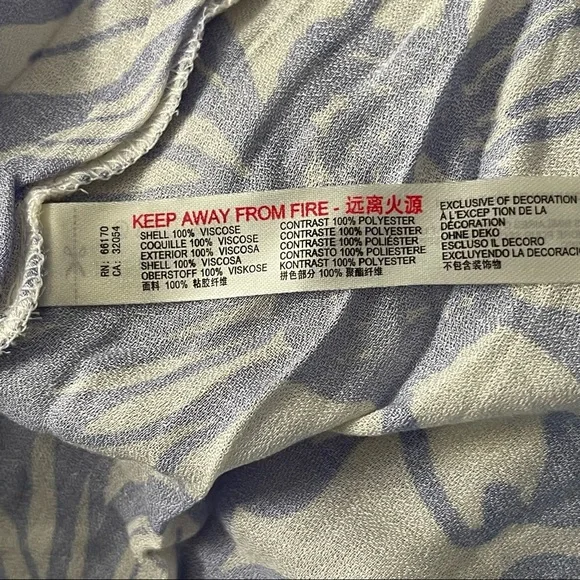 KEEP AWAY FROM FIRE - 远离火源
RN: 66170
CA: 32054
SHELL 100% VISCOSE
COQUILLE 100% VISCOSE
EXTERIOR 100% VISCOSA
SHELL 100% VISCOSA
OBERSTOFF 100% VISKOSE
面料 100% 粘胶纤维
CONTRAST 100% POLYESTER
CONTRASTE 100% POLYESTER
CONTRASTE 100% POLIÉSTER
CONTRASTO 100% POLIESTERE
KONTRAST 100% POLYESTER
拼色部分 100% 聚酯纤维
EXCLUSIVE OF DECORATION
À L'EXCEPTION DE LA
DÉCORATION
OHNE DEKO
ESCLUSO IL DECORO
EXCLUYENDO LA DECORACIÓ
不包含装饰物